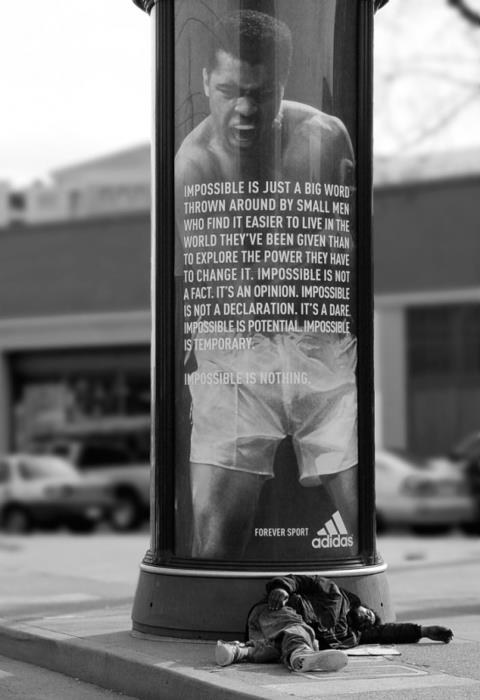 IMPOSSIBLE IS JUST A BIG WORD
THROWN AROUND BY SMALL MEN
WHO FIND IT EASIER TO LIVE IN THE
WORLD THEY'VE BEEN GIVEN THAN
TO EXPLORE THE POWER THEY HAVE
TO CHANGE IT. IMPOSSIBLE IS NOT
A FACT. IT'S AN OPINION. IMPOSSIBLE
IS NOT A DECLARATION. IT'S A DARE.
IMPOSSIBLE IS POTENTIAL. IMPOSSIBLE
IS TEMPORARY.
IMPOSSIBLE IS NOTHING.
FOREVER SPORT
adidas